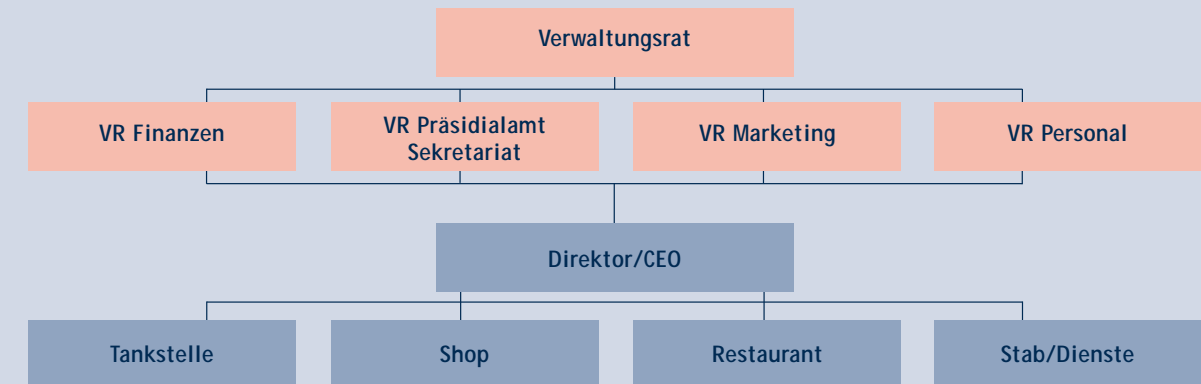 Verwaltungsrat
VR Finanzen
VR Präsidialamt
Sekretariat
VR Marketing
VR Personal
Direktor/CEO
Tankstelle
Shop
Restaurant
Stab/Dienste